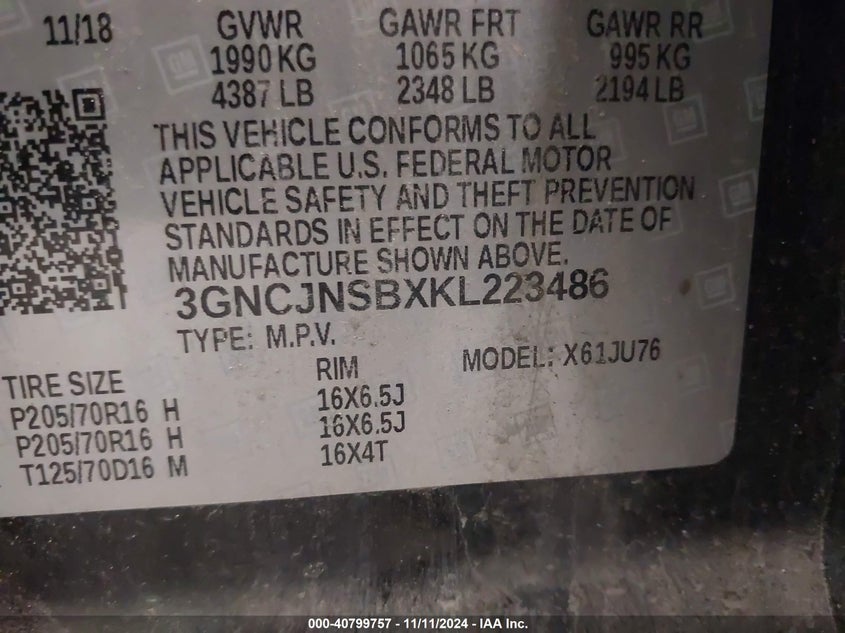 11/18 GVWR GAWR FRT GAWR RR
1990 KG 1065 KG 995 KG
4387 LB 2348 LB 2194 LB
THIS VEHICLE CONFORMS TO ALL
APPLICABLE U.S. FEDERAL MOTOR
VEHICLE SAFETY AND THEFT PREVENTION
STANDARDS IN EFFECT ON THE DATE OF
MANUFACTURE SHOWN ABOVE.
3GNCJNSBXKL223486
TYPE: M.P.V. MODEL: X61JU76
TIRE SIZE RIM
P205/70R16 H 16X6.5J
P205/70R16 H 16X6.5J
T125/70D16 M 16X4T
000-40799757 - 11/11/2024 - IAA Inc.